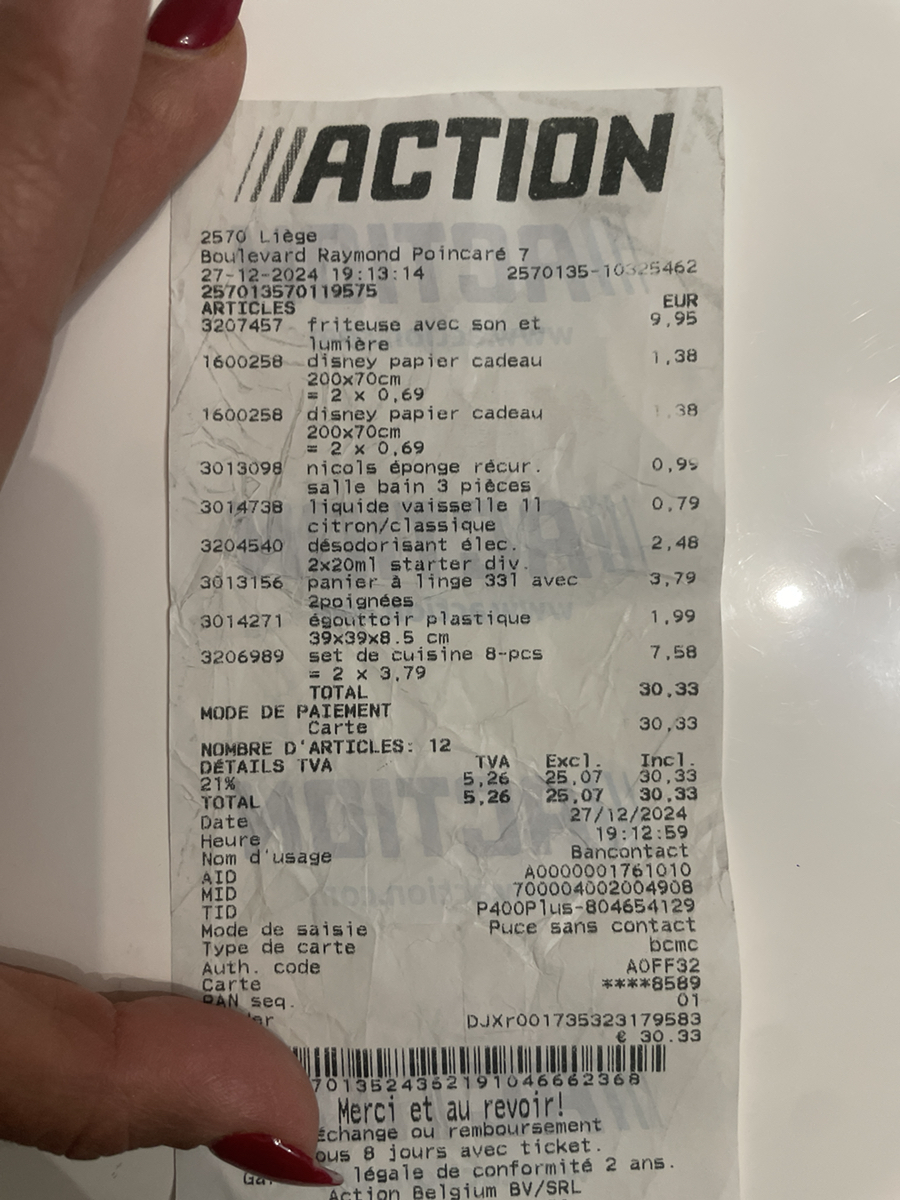 ACTION
2570 Liège
Boulevard Raymond Poincaré 7
27-12-2024 19:13:14 2570135-10325462
257013570119575
ARTICLES EUR
3207457 friteuse avec son et 9,95
lumière
1600258 disney papier cadeau 1,38
200x70cm
= 2 x 0,69
1600258 disney papier cadeau 1,38
200x70cm
= 2 x 0,69
3013098 nicols éponge récur. 0,99
salle bain 3 pièces
3014738 liquide vaisselle 1l 0,79
citron/classique
3204540 désodorisant élec. 2,48
2x20ml starter div.
3013156 panier à linge 33l avec 3,79
2poignées
3014271 égouttoir plastique 1,99
39x39x8.5 cm
3206989 set de cuisine 8-pcs 7,58
= 2 x 3,79
TOTAL 30,33
MODE DE PAIEMENT
Carte 30,33
NOMBRE D'ARTICLES: 12
DÉTAILS TVA TVA Excl. Incl.
21% 5,26 25,07 30,33
TOTAL 5,26 25,07 30,33
Date 27/12/2024
Heure 19:12:59
Nom d'usage Bancontact
AID A0000001761010
MID 700004002004908
TID P400Plus-804654129
Mode de saisie Puce sans contact
Type de carte bcmc
Auth. code A0FF32
Carte ****8589
PAN seq. 01
DJXr001735323179583
€ 30.33
7013524362191046662368
Merci et au revoir!
échange ou remboursement
8 jours avec ticket.
légale de conformité 2 ans.
Action Belgium BV/SRL